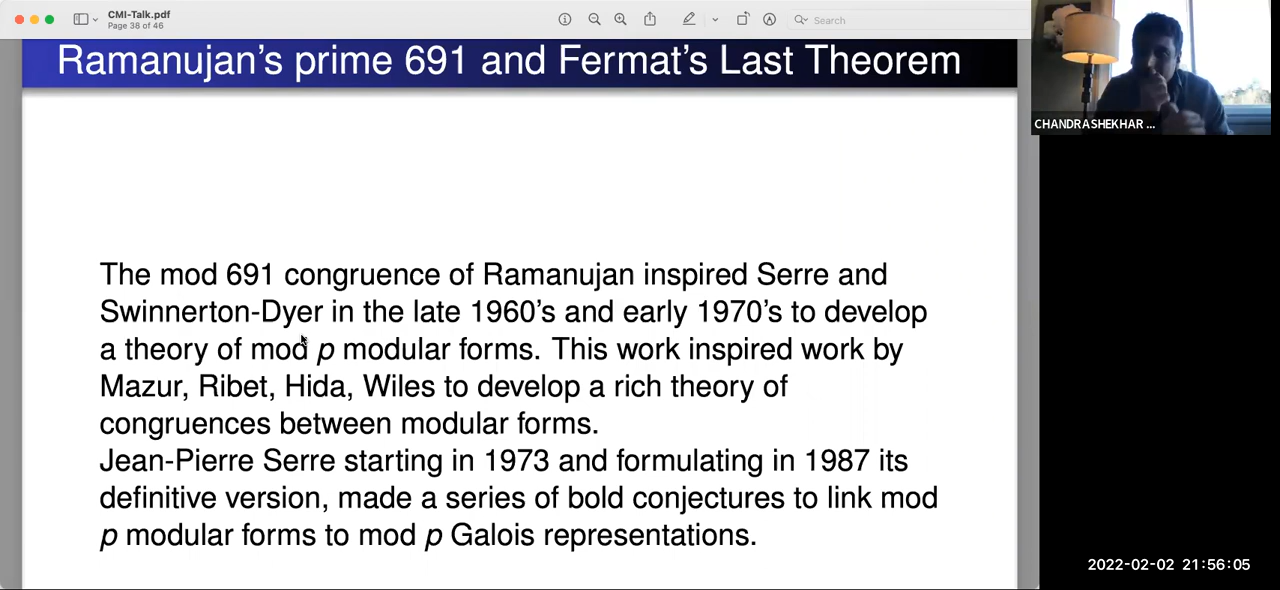 CMI-Talk.pdf
Page 38 of 46
Search
Ramanujan's prime 691 and Fermat's Last Theorem
CHANDRASHEKHAR ...
The mod 691 congruence of Ramanujan inspired Serre and
Swinnerton-Dyer in the late 1960's and early 1970's to develop
a theory of mod p modular forms. This work inspired work by
Mazur, Ribet, Hida, Wiles to develop a rich theory of
congruences between modular forms.
Jean-Pierre Serre starting in 1973 and formulating in 1987 its
definitive version, made a series of bold conjectures to link mod
p modular forms to mod p Galois representations.
2022-02-02 21:56:05